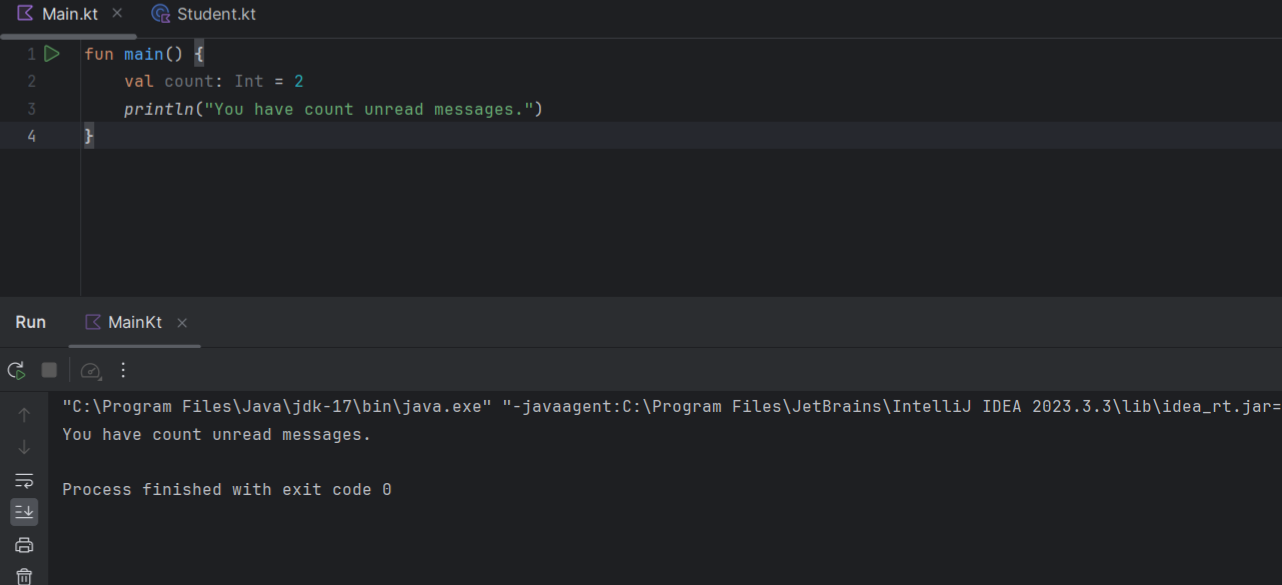 Main.kt × Student.kt
1 fun main() {
2 val count: Int = 2
3 println("You have count unread messages.")
4 }
Run MainKt ×
"C:\Program Files\Java\jdk-17\bin\java.exe" "-javaagent:C:\Program Files\JetBrains\IntelliJ IDEA 2023.3.3\lib\idea_rt.jar=
You have count unread messages.
Process finished with exit code 0